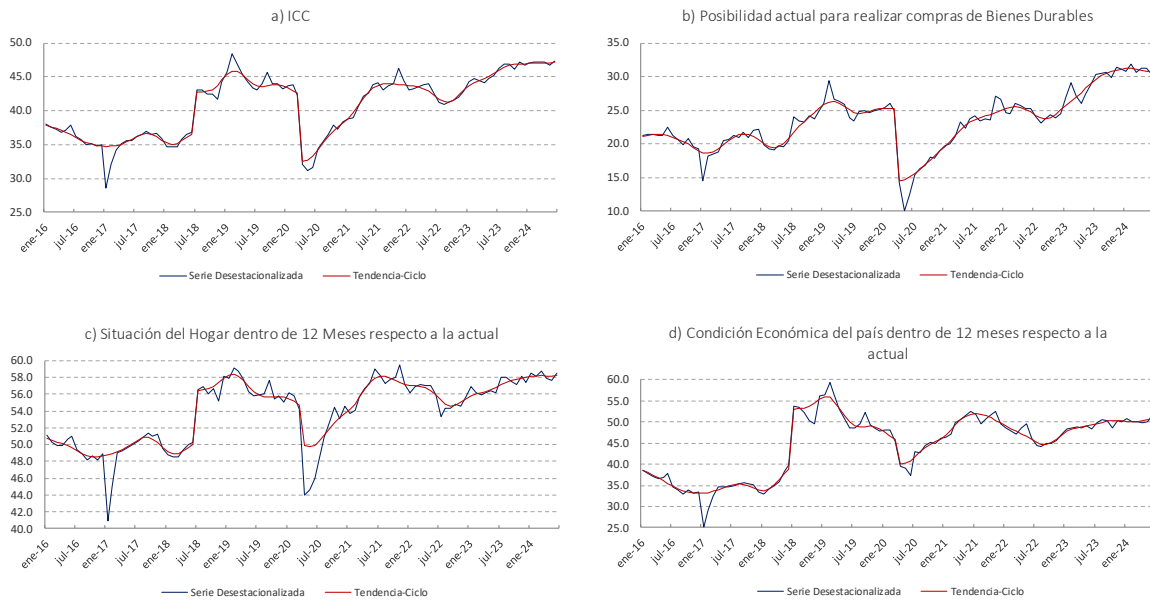 a) ICC
50.0
45.0
40.0
35.0
30.0
25.0
ene-16
jul-16
ene-17
jul-17
ene-18
jul-18
ene-19
jul-19
ene-20
jul-20
ene-21
jul-21
ene-22
jul-22
ene-23
jul-23
ene-24
Serie Desestacionalizada
Tendencia-Ciclo
b) Posibilidad actual para realizar compras de Bienes Durables
35.0
30.0
25.0
20.0
15.0
10.0
ene-16
jul-16
ene-17
jul-17
ene-18
jul-18
ene-19
jul-19
ene-20
jul-20
ene-21
jul-21
ene-22
jul-22
ene-23
jul-23
ene-24
Serie Desestacionalizada
Tendencia-Ciclo
c) Situación del Hogar dentro de 12 Meses respecto a la actual
60.0
58.0
56.0
54.0
52.0
50.0
48.0
46.0
44.0
42.0
40.0
ene-16
jul-16
ene-17
jul-17
ene-18
jul-18
ene-19
jul-19
ene-20
jul-20
ene-21
jul-21
ene-22
jul-22
ene-23
jul-23
ene-24
Serie Desestacionalizada
Tendencia-Ciclo
d) Condición Económica del país dentro de 12 meses respecto a la
actual
60.0
55.0
50.0
45.0
40.0
35.0
30.0
25.0
ene-16
jul-16
ene-17
jul-17
ene-18
jul-18
ene-19
jul-19
ene-20
jul-20
ene-21
jul-21
ene-22
jul-22
ene-23
jul-23
ene-24
Serie Desestacionalizada
Tendencia-Ciclo